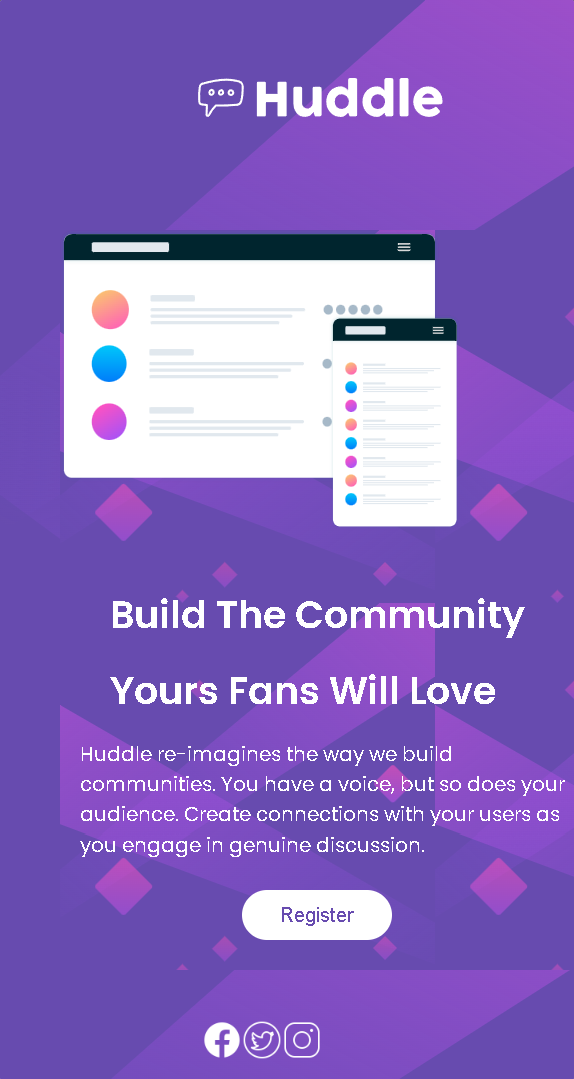 Huddle
Build The Community
Yours Fans Will Love
Huddle re-imagines the way we build
communities. You have a voice, but so does your
audience. Create connections with your users as
you engage in genuine discussion.
Register